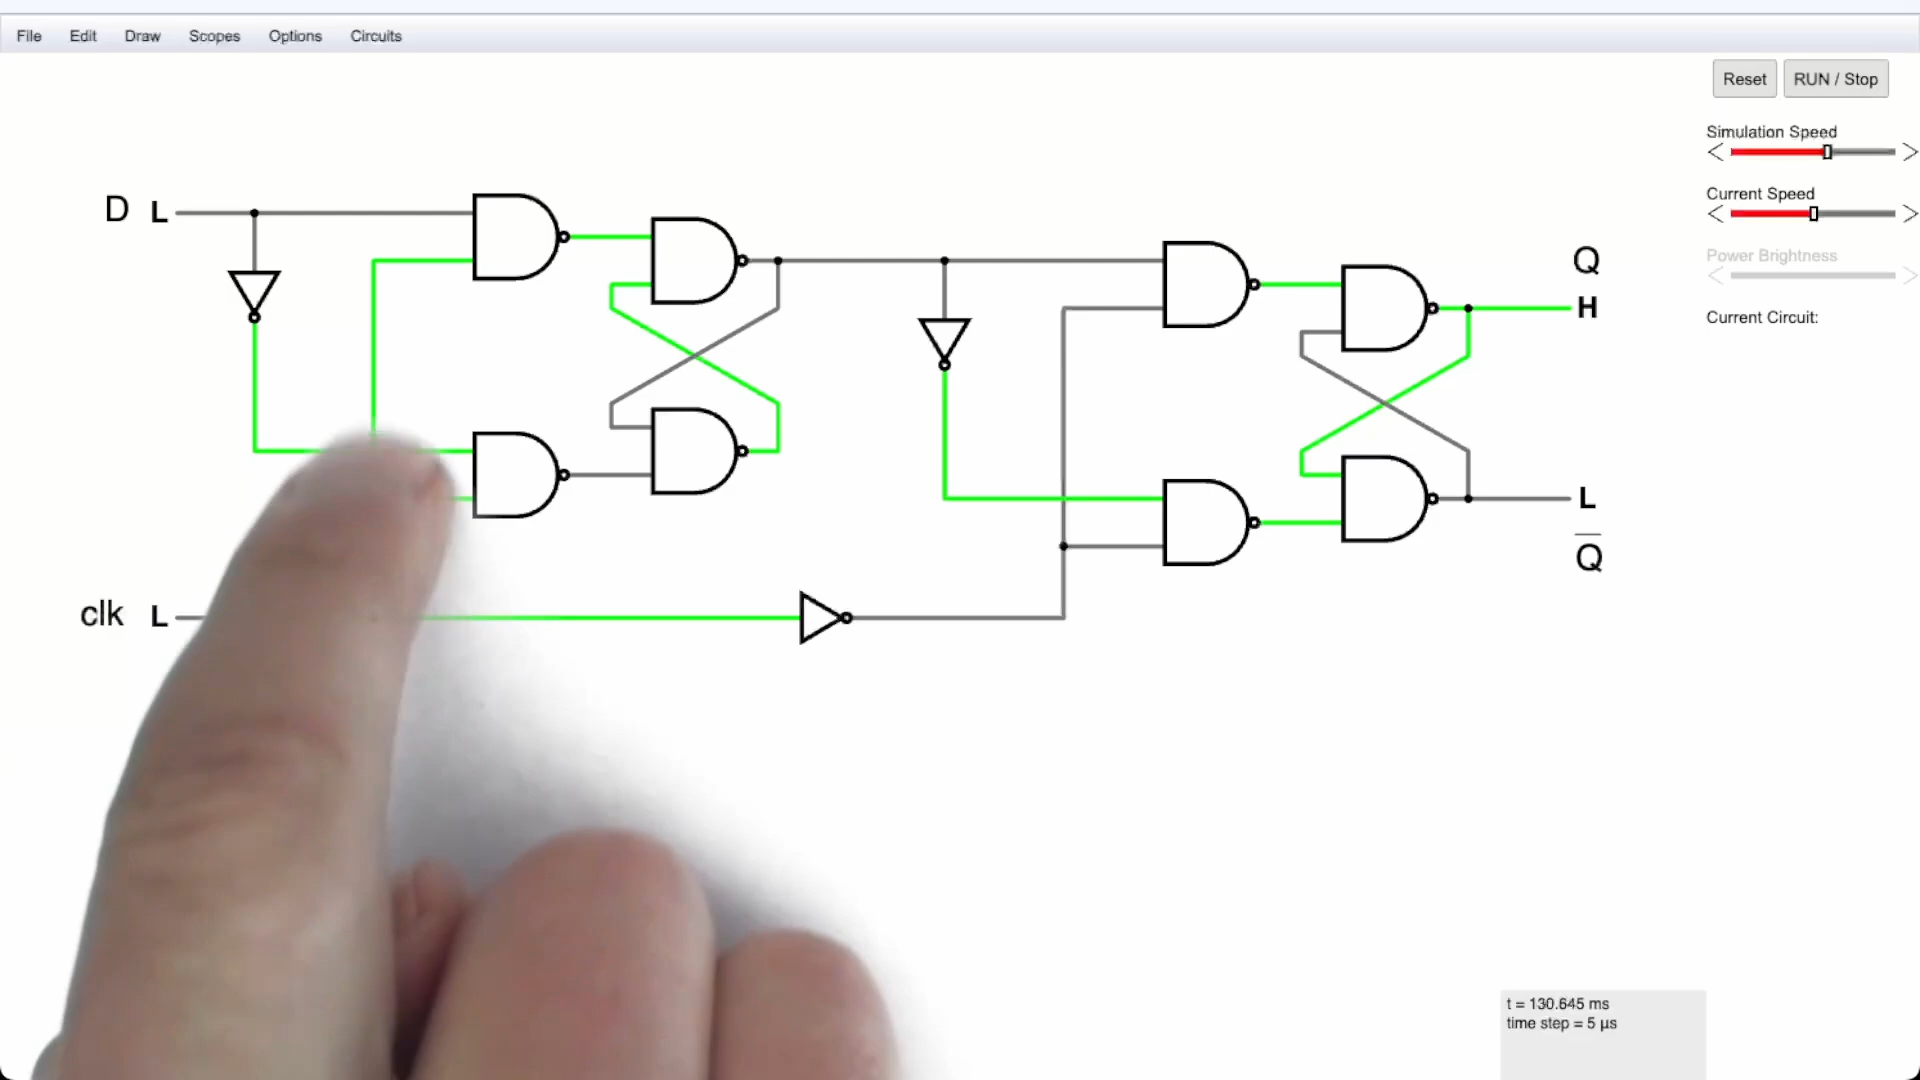 File Edit Draw Scopes Options Circuits
Reset RUN / Stop
Simulation Speed
Current Speed
Power Brightness
Current Circuit:
D L
Q
H
L
Q
clk L
t = 130.645 ms
time step = 5 µs